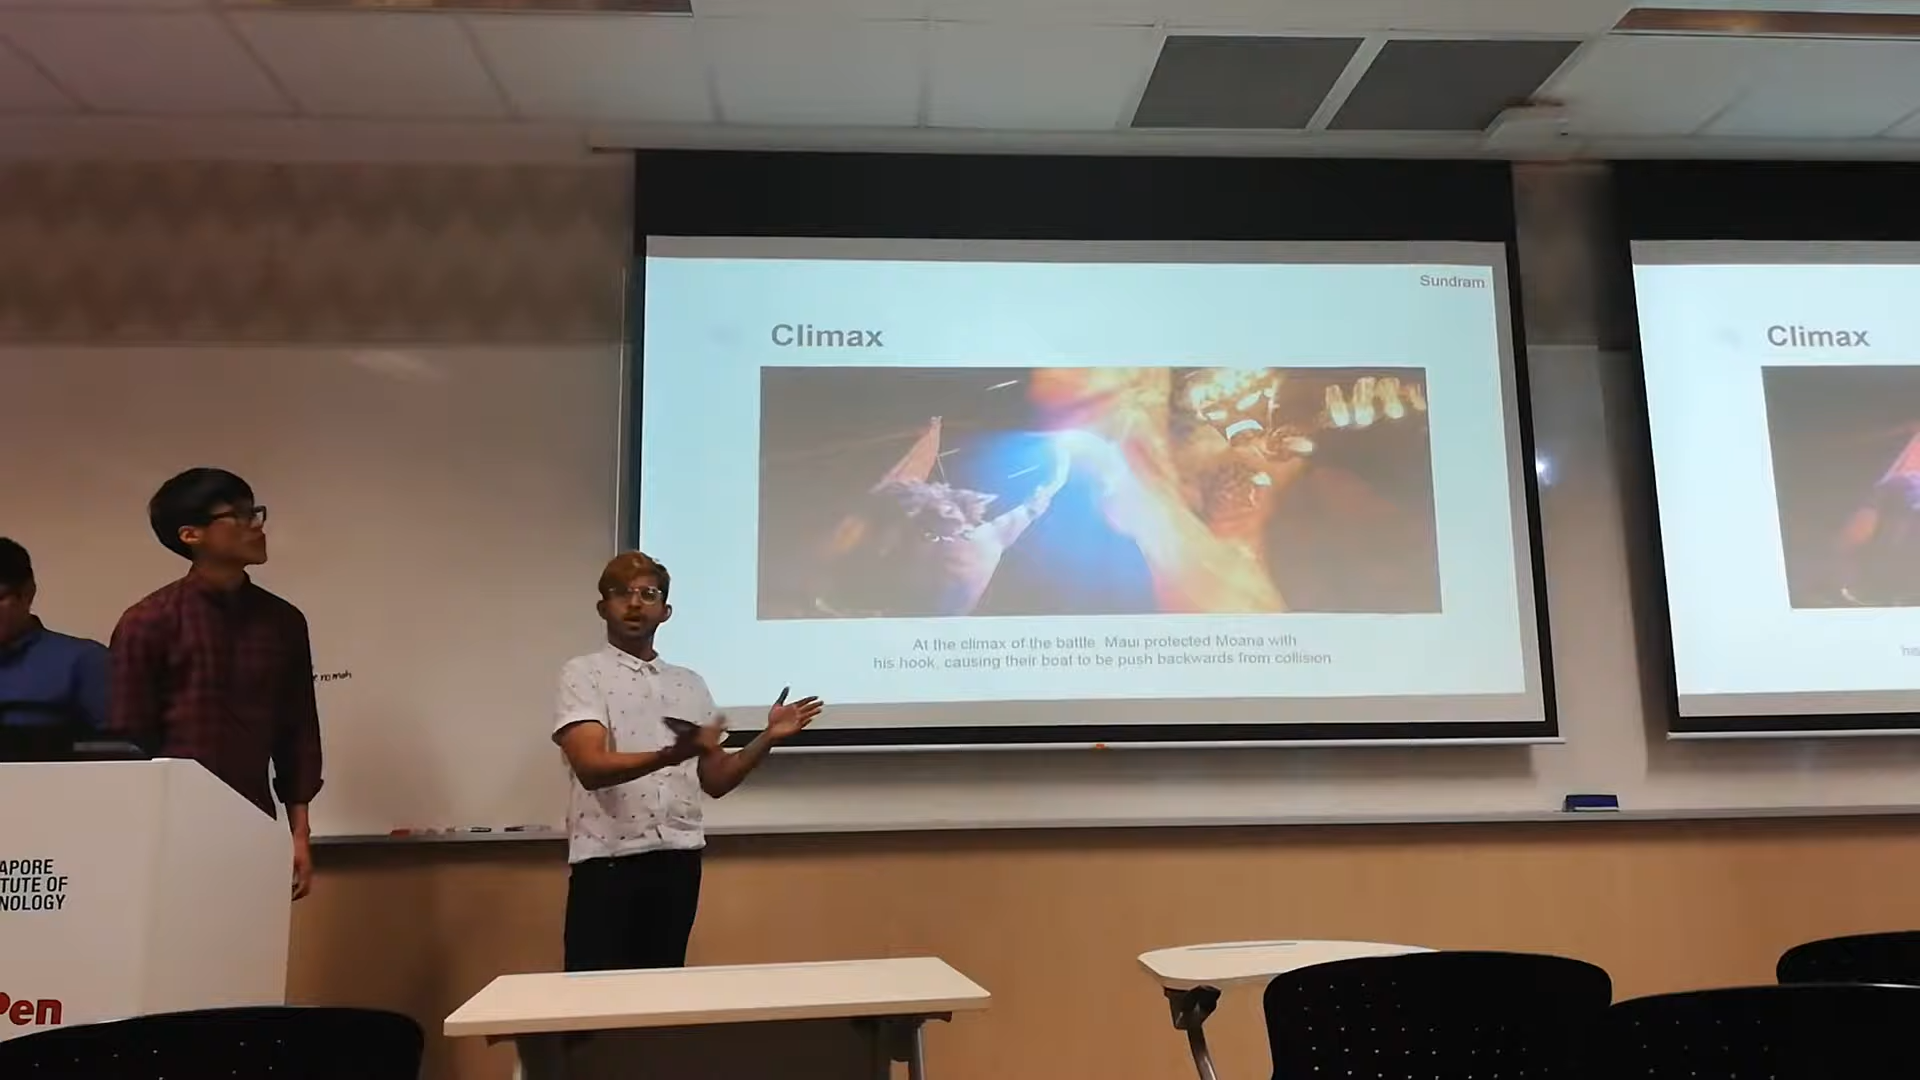 Sundram
Climax
At the climax of the battle, Maui protected Moana with
his hook, causing their boat to be push backwards from collision
Climax
APORE
TUTE OF
NOLOGY
Pen